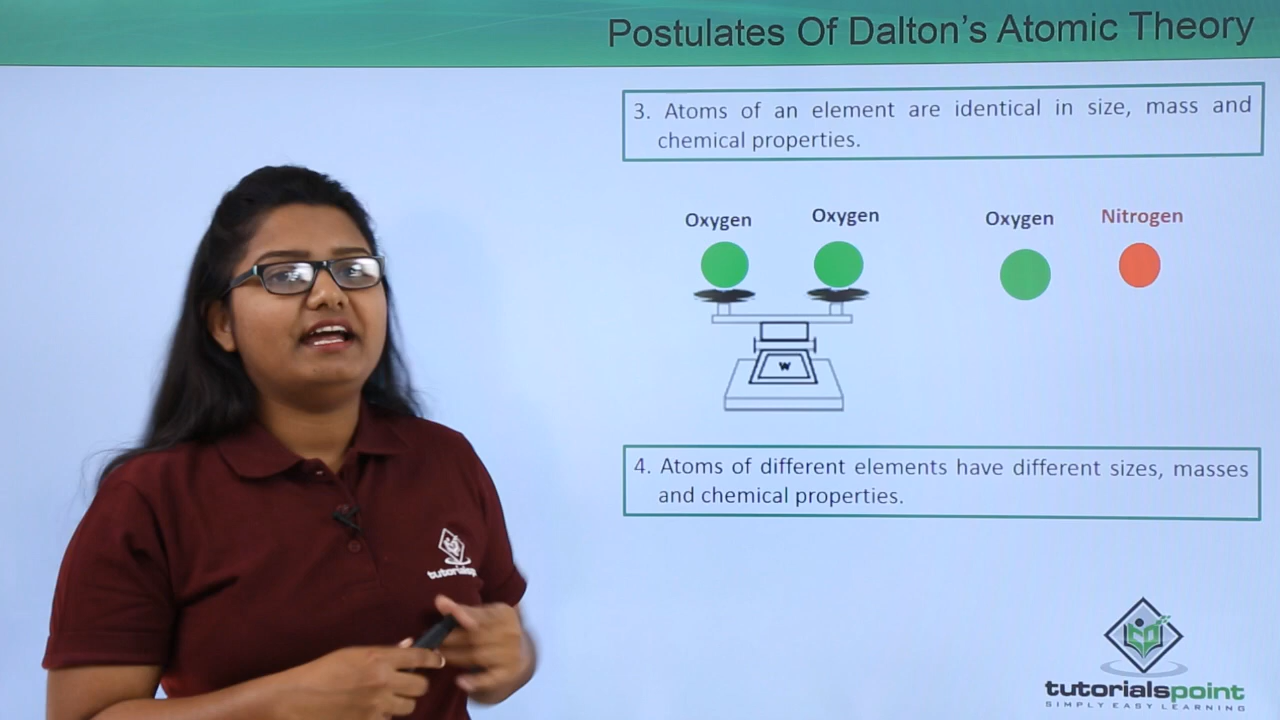 Postulates Of Dalton's Atomic Theory
3. Atoms of an element are identical in size, mass and
chemical properties.
Oxygen
Oxygen
Oxygen
Nitrogen
W
4. Atoms of different elements have different sizes, masses
and chemical properties.
tutorialspoint
SIMPLY EASY LEARNING